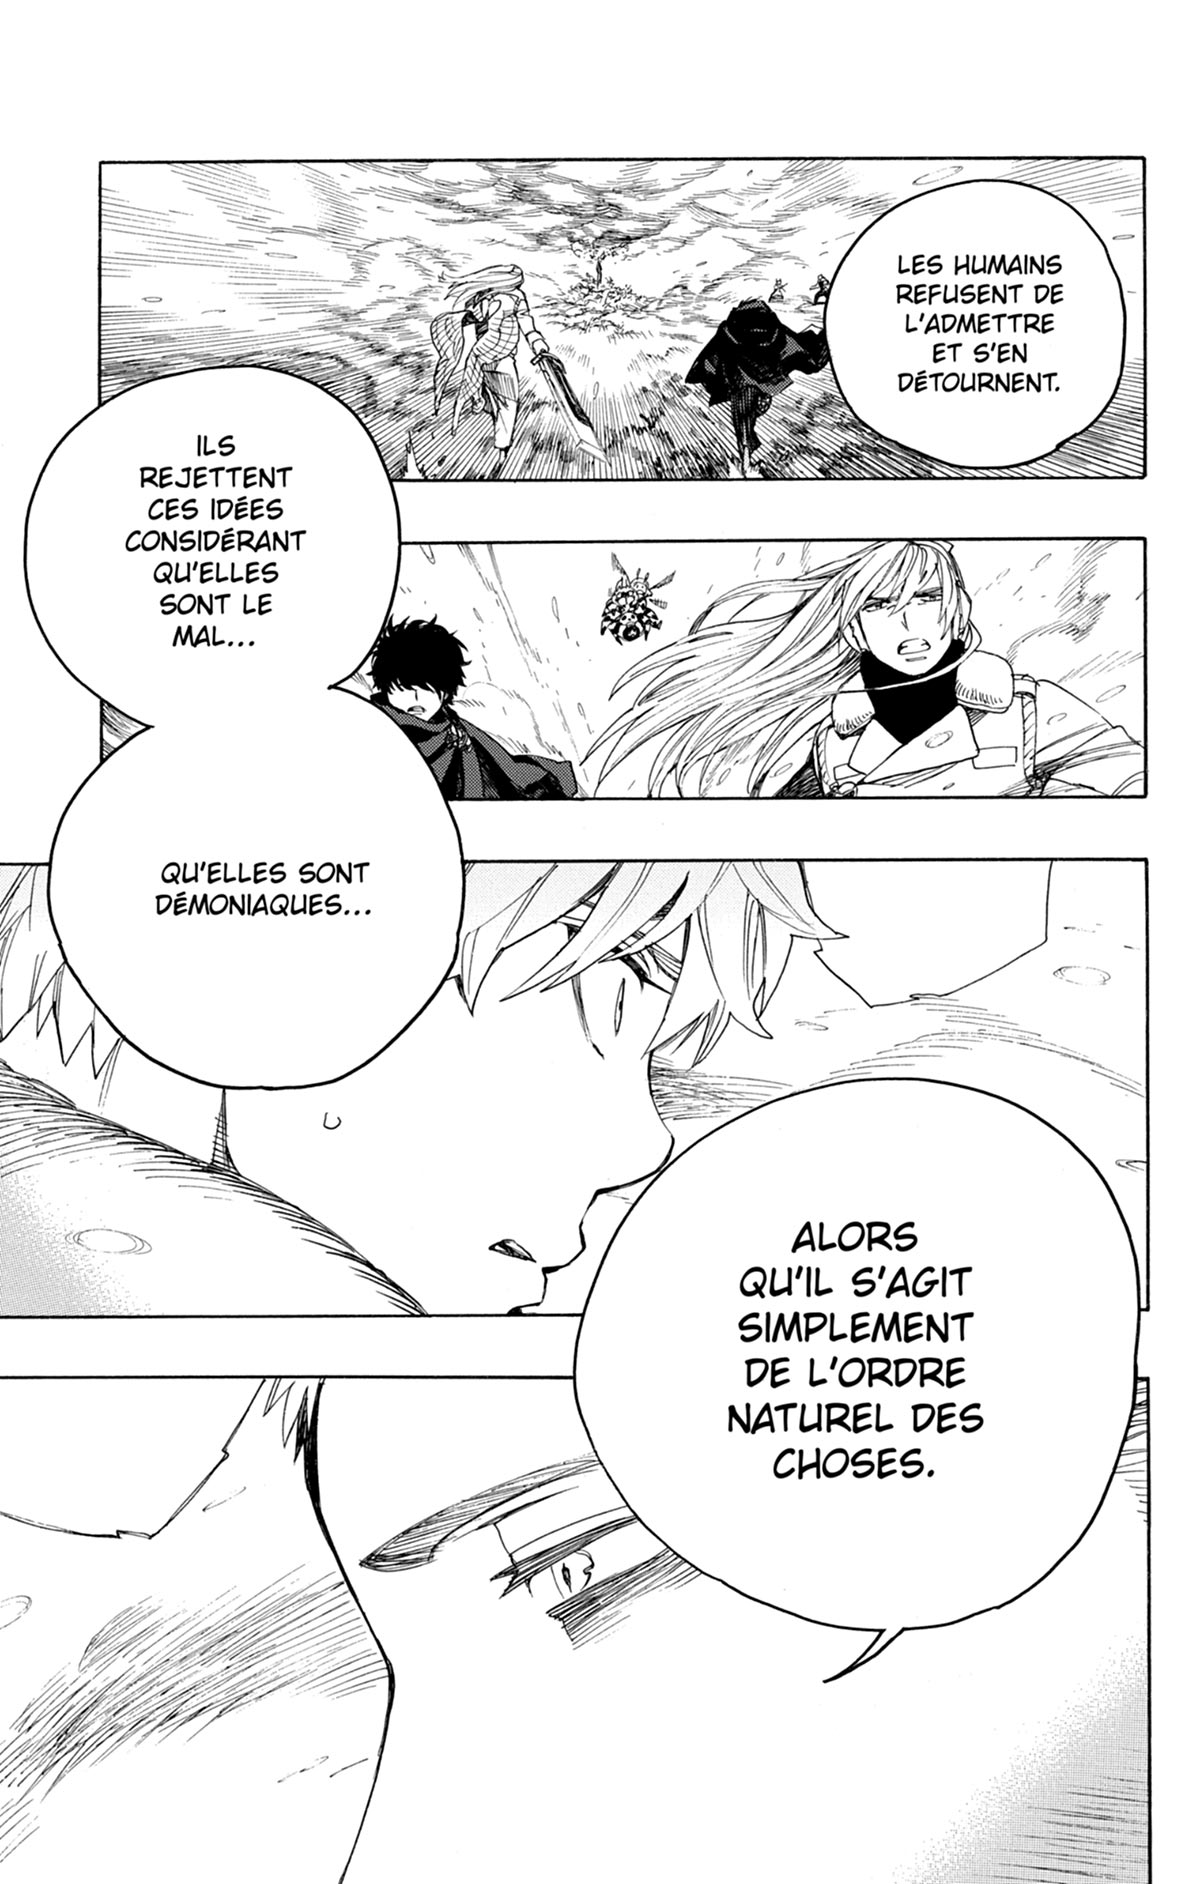 LES HUMAINS
REFUSENT DE
L'ADMETTRE
ET S'EN
DÉTOURNENT.
ILS
REJETTENT
CES IDÉES
CONSIDÉRANT
QU'ELLES
SONT LE
MAL...
QU'ELLES SONT
DÉMONIAQUES...
ALORS
QU'IL S'AGIT
SIMPLEMENT
DE L'ORDRE
NATUREL DES
CHOSES.